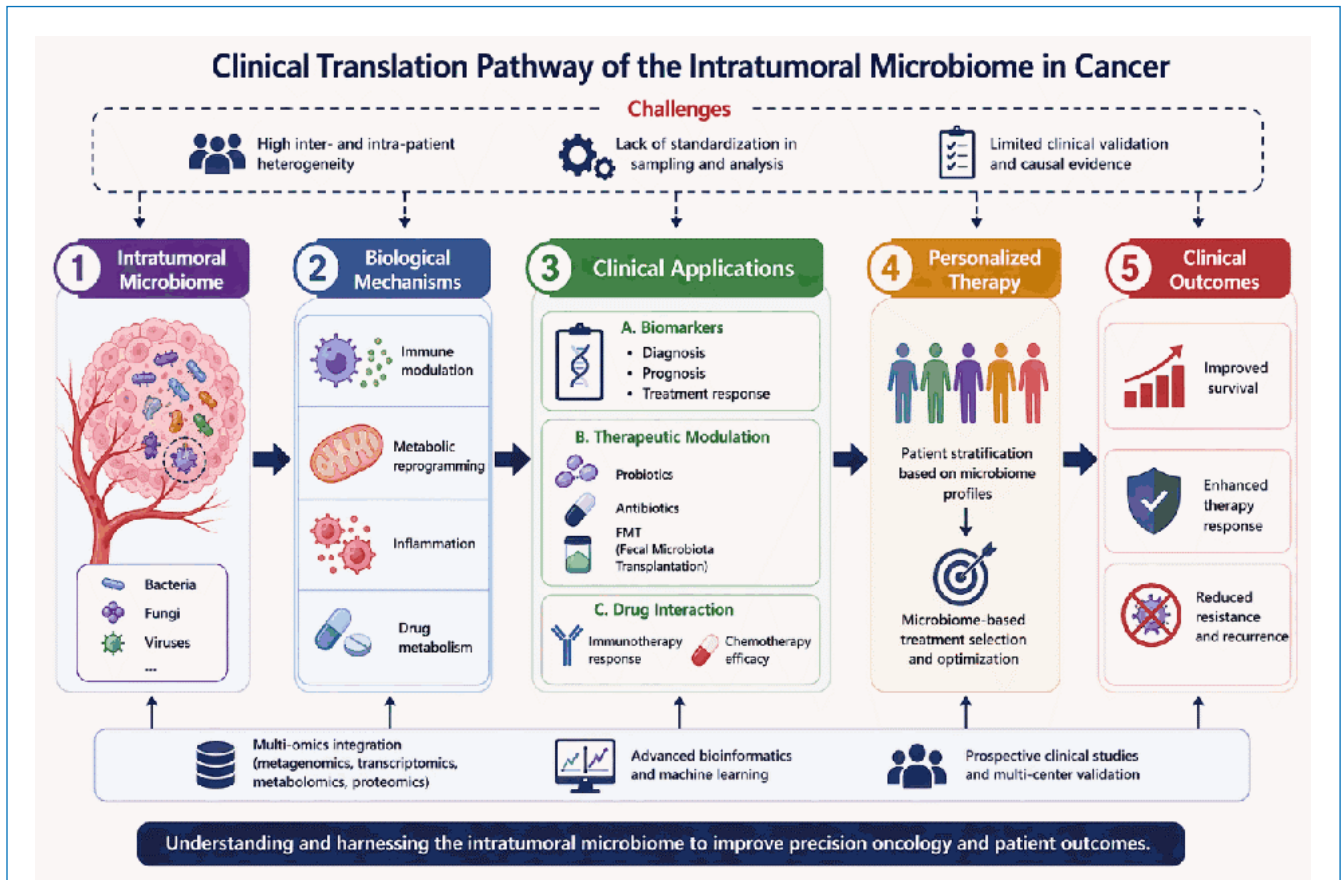 Clinical Translation Pathway of the Intratumoral Microbiome in Cancer
Challenges
High inter- and intra-patient
heterogeneity
Lack of standardization in
sampling and analysis
Limited clinical validation
and causal evidence
1
Intratumoral
Microbiome
Bacteria
Fungi
Viruses
...
2
Biological
Mechanisms
Immune
modulation
Metabolic
reprogramming
Inflammation
Drug
metabolism
3
Clinical Applications
A. Biomarkers
• Diagnosis
• Prognosis
• Treatment response
B. Therapeutic Modulation
Probiotics
Antibiotics
FMT
(Fecal Microbiota
Transplantation)
C. Drug Interaction
Immunotherapy
response
Chemotherapy
efficacy
4
Personalized
Therapy
Patient stratification
based on microbiome
profiles
Microbiome-based
treatment selection
and optimization
5
Clinical
Outcomes
Improved
survival
Enhanced
therapy
response
Reduced
resistance
and recurrence
Multi-omics integration
(metagenomics, transcriptomics,
metabolomics, proteomics)
Advanced bioinformatics
and machine learning
Prospective clinical studies
and multi-center validation
Understanding and harnessing the intratumoral microbiome to improve precision oncology and patient outcomes.